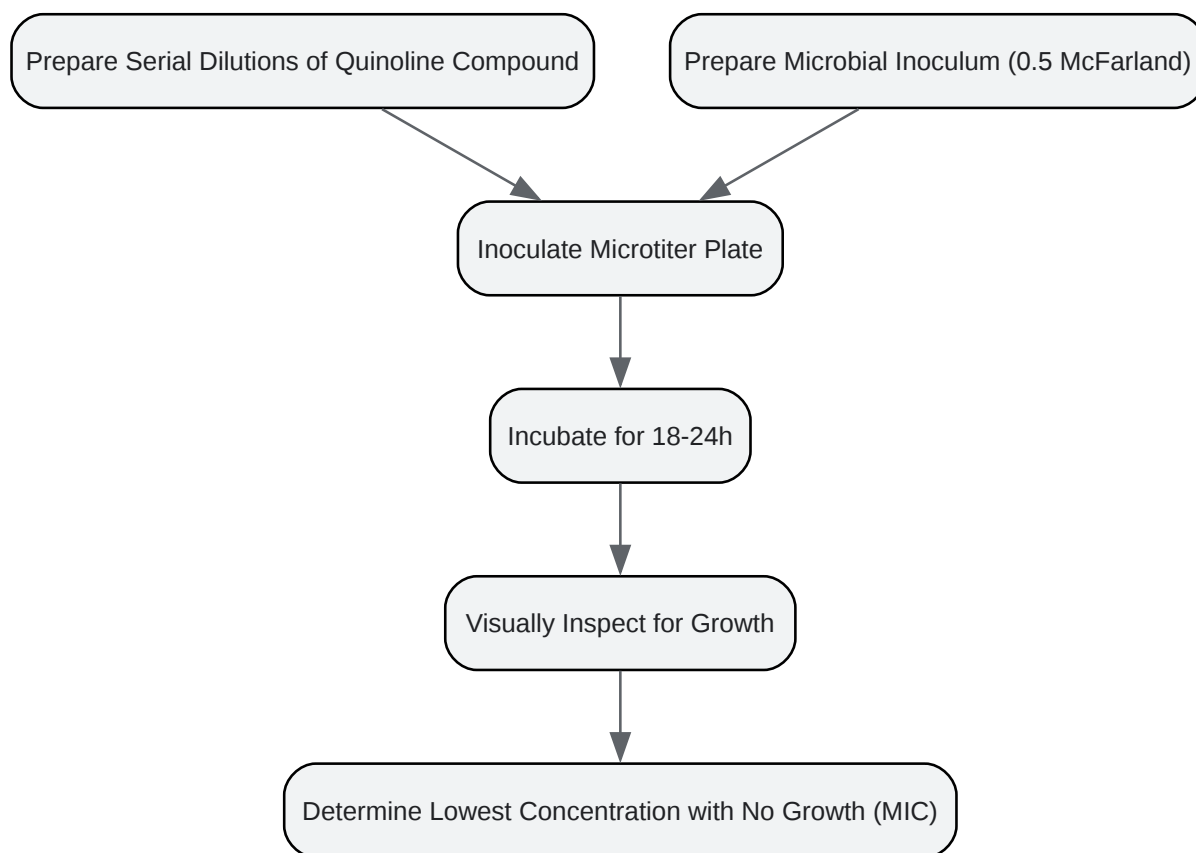 Prepare Serial Dilutions of Quinoline Compound
Prepare Microbial Inoculum (0.5 McFarland)
Inoculate Microtiter Plate
Incubate for 18-24h
Visually Inspect for Growth
Determine Lowest Concentration with No Growth (MIC)